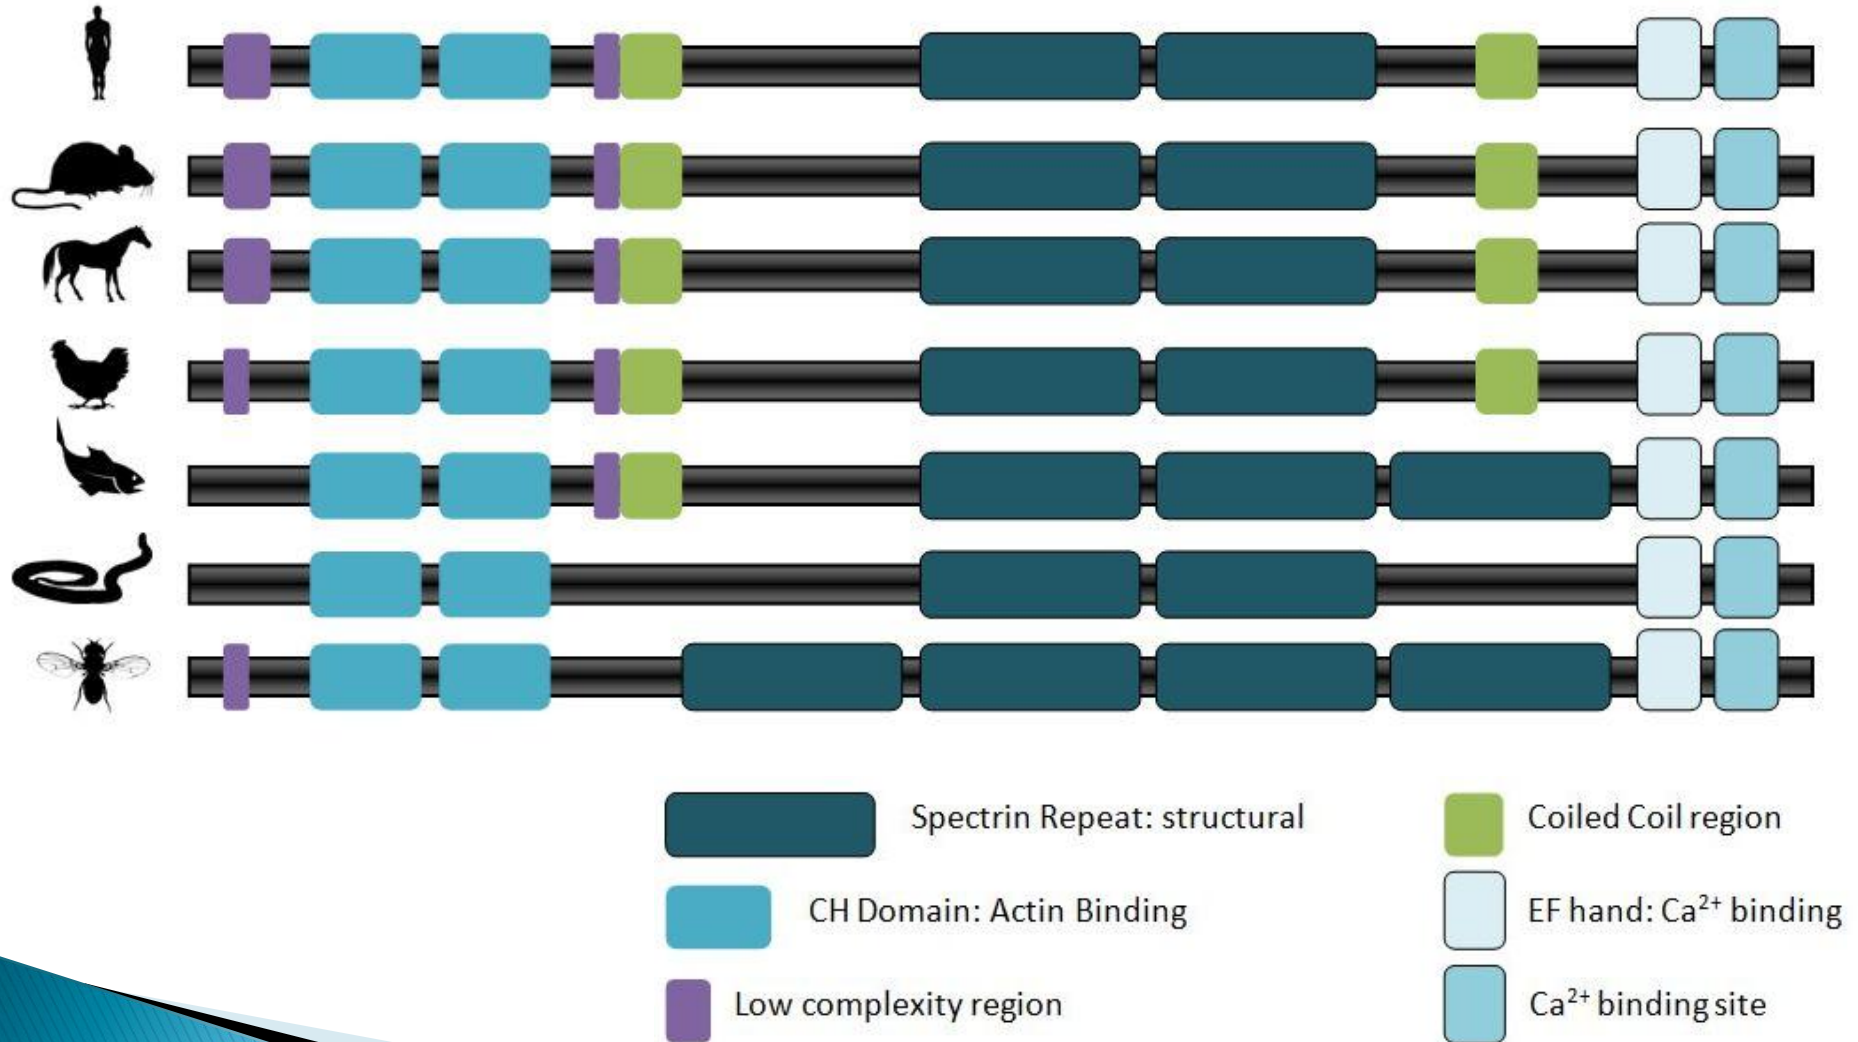 Spectrin Repeat: structural
Coiled Coil region
CH Domain: Actin Binding
EF hand: Ca²⁺ binding
Low complexity region
Ca²⁺ binding site